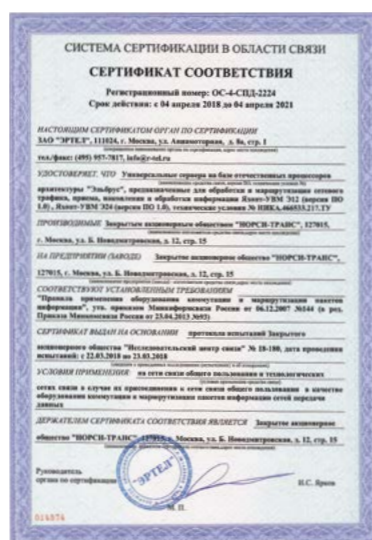 СИСТЕМА СЕРТИФИКАЦИИ В ОБЛАСТИ СВЯЗИ
СЕРТИФИКАТ СООТВЕТСТВИЯ
Регистрационный номер: ОС-4-СПД-2224
Срок действия: с 04 апреля 2018 до 04 апреля 2021
НАСТОЯЩИМ СЕРТИФИКАТОМ ОРГАН ПО СЕРТИФИКАЦИИ
ЗАО "ЭРТЕЛ", 111024, г. Москва, ул. Авиамоторная, д. 8а, стр. 1
тел./факс: (495) 957-7817, info@r-tel.ru
УДОСТОВЕРЯЕТ, ЧТО Универсальные сервера на базе отечественных процессоров
архитектуры "Эльбрус", предназначенные для обработки и маршрутизации сетевого
трафика, приема, накопления и обработки информации Яхонт-УВМ Э12 (версия ПО
1.0), Яхонт-УВМ Э24 (версия ПО 1.0), технические условия № НИКА.466533.217.ТУ
ПРОИЗВОДИМЫЕ Закрытым акционерным обществом "НОРСИ-ТРАНС", 127015,
г. Москва, ул. Б. Новодмитровская, д. 12, стр. 15
НА ПРЕДПРИЯТИИ (ЗАВОДЕ) Закрытое акционерное общество "НОРСИ-ТРАНС",
127015, г. Москва, ул. Б. Новодмитровская, д. 12, стр. 15
СООТВЕТСТВУЮТ УСТАНОВЛЕННЫМ ТРЕБОВАНИЯМ
"Правила применения оборудования коммутации и маршрутизации пакетов
информации", утв. приказом Мининформсвязи России от 06.12.2007 №144 (в ред.
Приказа Минкомсвязи России от 23.04.2013 №93)
СЕРТИФИКАТ ВЫДАН НА ОСНОВАНИИ протокола испытаний Закрытого
акционерного общества "Исследовательский центр связи" № 18-180, дата проведения
испытаний: с 22.03.2018 по 23.03.2018
УСЛОВИЯ ПРИМЕНЕНИЯ: на сети связи общего пользования и технологических
сетях связи в случае их присоединения к сети связи общего пользования в качестве
оборудования коммутации и маршрутизации пакетов информации сетей передачи
данных
ДЕРЖАТЕЛЕМ СЕРТИФИКАТА СООТВЕТСТВИЯ ЯВЛЯЕТСЯ Закрытое акционерное
общество "НОРСИ-ТРАНС", 127015, г. Москва, ул. Б. Новодмитровская, д. 12, стр. 15
Руководитель
органа по сертификации
"ЭРТЕЛ"
М. П.
014574